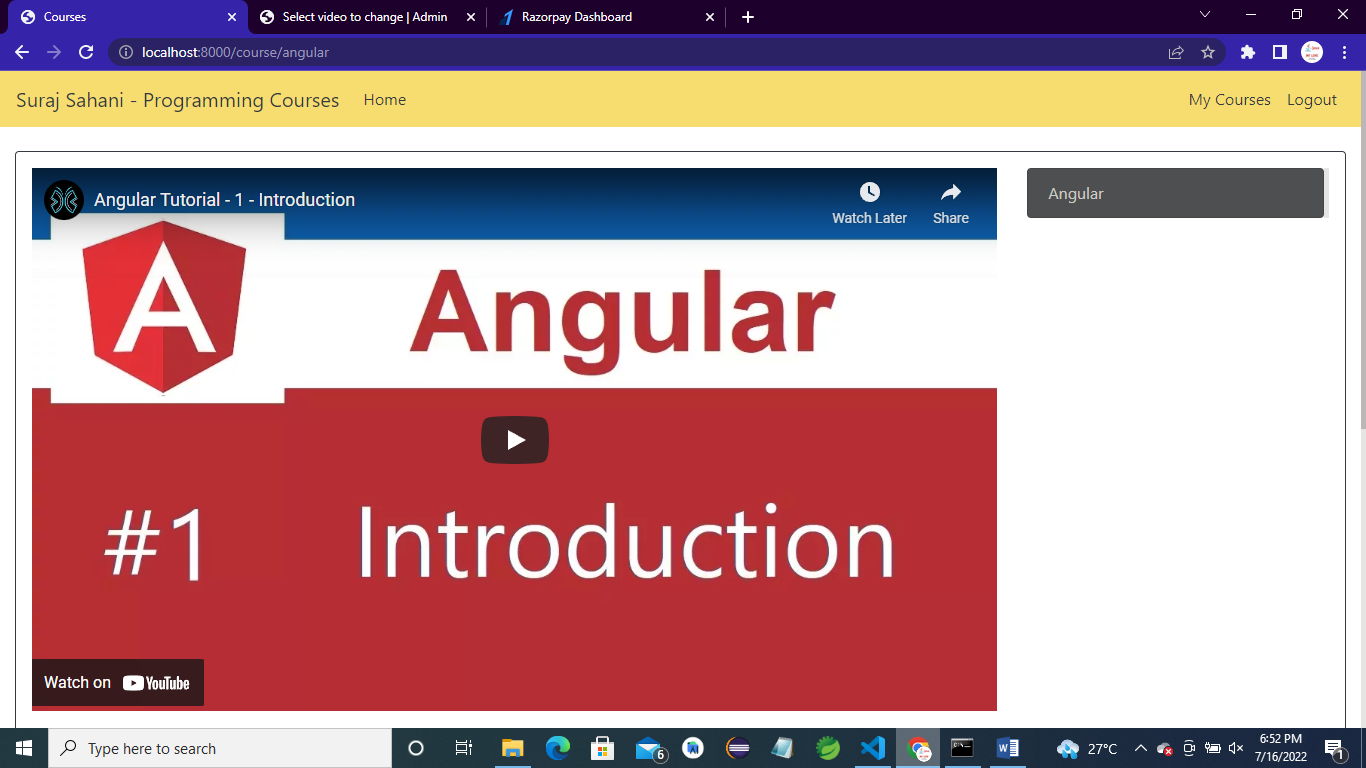 Courses
Select video to change | Admin
Razorpay Dashboard
localhost:8000/course/angular
Suraj Sahani - Programming Courses
Home
My Courses
Logout
Angular Tutorial - 1 - Introduction
Watch Later
Share
Angular
Angular
#1
Introduction
Watch on
YouTube
Type here to search
6
27°C
6:52 PM
7/16/2022
1